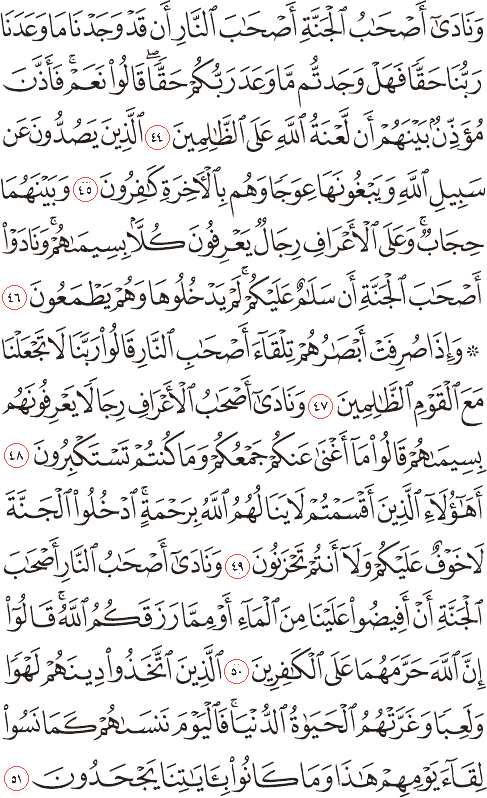 وَنَادَىٰٓ أَصۡحَٰبُ ٱلۡجَنَّةِ أَصۡحَٰبَ ٱلنَّارِ أَن قَدۡ وَجَدۡنَا مَا وَعَدَنَا
رَبُّنَا حَقّٗا فَهَلۡ وَجَدتُّم مَّا وَعَدَ رَبُّكُمۡ حَقّٗاۖ قَالُواْ نَعَمۡۚ فَأَذَّنَ
مُؤَذِّنُۢ بَيۡنَهُمۡ أَن لَّعۡنَةُ ٱللَّهِ عَلَى ٱلظَّٰلِمِينَ ٤٤ ٱلَّذِينَ يَصُدُّونَ عَن
سَبِيلِ ٱللَّهِ وَيَبۡغُونَهَا عِوَجٗا وَهُم بِٱلۡأٓخِرَةِ كَٰفِرُونَ ٤٥ وَبَيۡنَهُمَا
حِجَابٞۚ وَعَلَى ٱلۡأَعۡرَافِ رِجَالٞ يَعۡرِفُونَ كُلَّۢا بِسِيمَىٰهُمۡۚ وَنَادَوۡاْ
أَصۡحَٰبَ ٱلۡجَنَّةِ أَن سَلَٰمٌ عَلَيۡكُمۡۚ لَمۡ يَدۡخُلُوهَا وَهُمۡ يَطۡمَعُونَ ٤٦
۞ وَإِذَا صُرِفَتۡ أَبۡصَٰرُهُمۡ تِلۡقَآءَ أَصۡحَٰبِ ٱلنَّارِ قَالُواْ رَبَّنَا لَا تَجۡعَلۡنَا
مَعَ ٱلۡقَوۡمِ ٱلظَّٰلِمِينَ ٤٧ وَنَادَىٰٓ أَصۡحَٰبُ ٱلۡأَعۡرَافِ رِجَالٗا يَعۡرِفُونَهُم
بِسِيمَىٰهُمۡ قَالُواْ مَآ أَغۡنَىٰ عَنكُمۡ جَمۡعُكُمۡ وَمَا كُنتُمۡ تَسۡتَكۡبِرُونَ ٤٨
أَهَٰٓؤُلَآءِ ٱلَّذِينَ أَقۡسَمۡتُمۡ لَا يَنَالُهُمُ ٱللَّهُ بِرَحۡمَةٍۚ ٱدۡخُلُواْ ٱلۡجَنَّةَ
لَا خَوۡفٌ عَلَيۡكُمۡ وَلَآ أَنتُمۡ تَحۡزَنُونَ ٤٩ وَنَادَىٰٓ أَصۡحَٰبُ ٱلنَّارِ أَصۡحَٰبَ
ٱلۡجَنَّةِ أَنۡ أَفِيضُواْ عَلَيۡنَا مِنَ ٱلۡمَآءِ أَوۡ مِمَّا رَزَقَكُمُ ٱللَّهُۚ قَالُوٓاْ
إِنَّ ٱللَّهَ حَرَّمَهُمَا عَلَى ٱلۡكَٰفِرِينَ ٥٠ ٱلَّذِينَ ٱتَّخَذُواْ دِينَهُمۡ لَهۡوٗا
وَلَعِبٗا وَغَرَّتۡهُمُ ٱلۡحَيَوٰةُ ٱلدُّنۡيَاۚ فَٱلۡيَوۡمَ نَنسَىٰهُمۡ كَمَا نَسُواْ
لِقَآءَ يَوۡمِهِمۡ هَٰذَا وَمَا كَانُواْ بِـَٔايَٰتِنَا يَجۡحَدُونَ ٥١